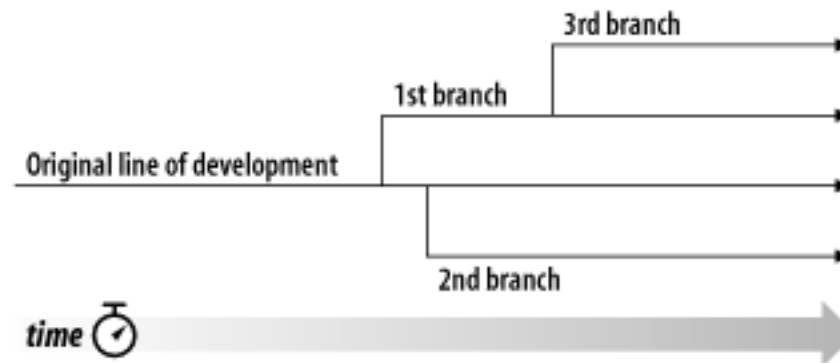 3rd branch
1st branch
Original line of development
2nd branch
time